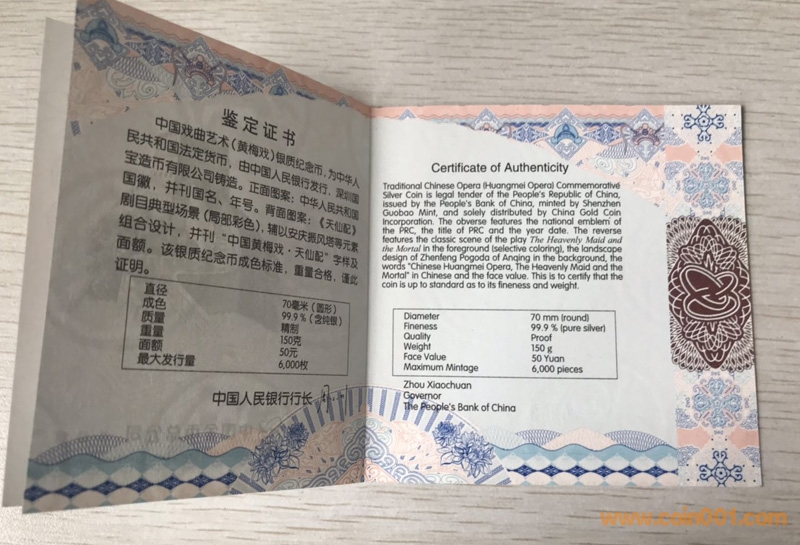 鉴定证书
中国戏曲艺术(黄梅戏)银质纪念币,为中华人
民共和国法定货币,由中国人民银行发行,深圳国
宝造币有限公司铸造。正面图案:中华人民共和国
国徽,并刊国名、年号。背面图案:《天仙配》
剧目典型场景(局部彩色),辅以安庆振风塔等元素
组合设计,并刊“中国黄梅戏·天仙配”字样及
面额。该银质纪念币成色标准,重量合格、谨此
证明。
直径 70毫米(圆形)
成色 99.9%(含纯银)
质量 精制
重量 150克
面额 50元
最大发行量 6,000枚
中国人民银行行长
Certificate of Authenticity
Traditional Chinese Opera (Huangmei Opera) Commemorative
Silver Coin is legal tender of the People's Republic of China,
issued by the People's Bank of China, minted by Shenzhen
Guobao Mint, and solely distributed by China Gold Coin
Incorporation. The obverse features the national emblem of
the PRC, the title of PRC and the year date. The reverse
features the classic scene of the play The Heavenly Maid and
the Mortal in the foreground (selective coloring), the landscape
design of Zhenfeng Pogoda of Anqing in the background, the
words "Chinese Huangmei Opera, The Heavenly Maid and the
Mortal" in Chinese and the face value. This is to certify that the
coin is up to standard as to its fineness and weight.
Diameter 70 mm (round)
Fineness 99.9 % (pure silver)
Quality Proof
Weight 150 g
Face Value 50 Yuan
Maximum Mintage 6,000 pieces
Zhou Xiaochuan
Governor
The People's Bank of China
www.coin001.com